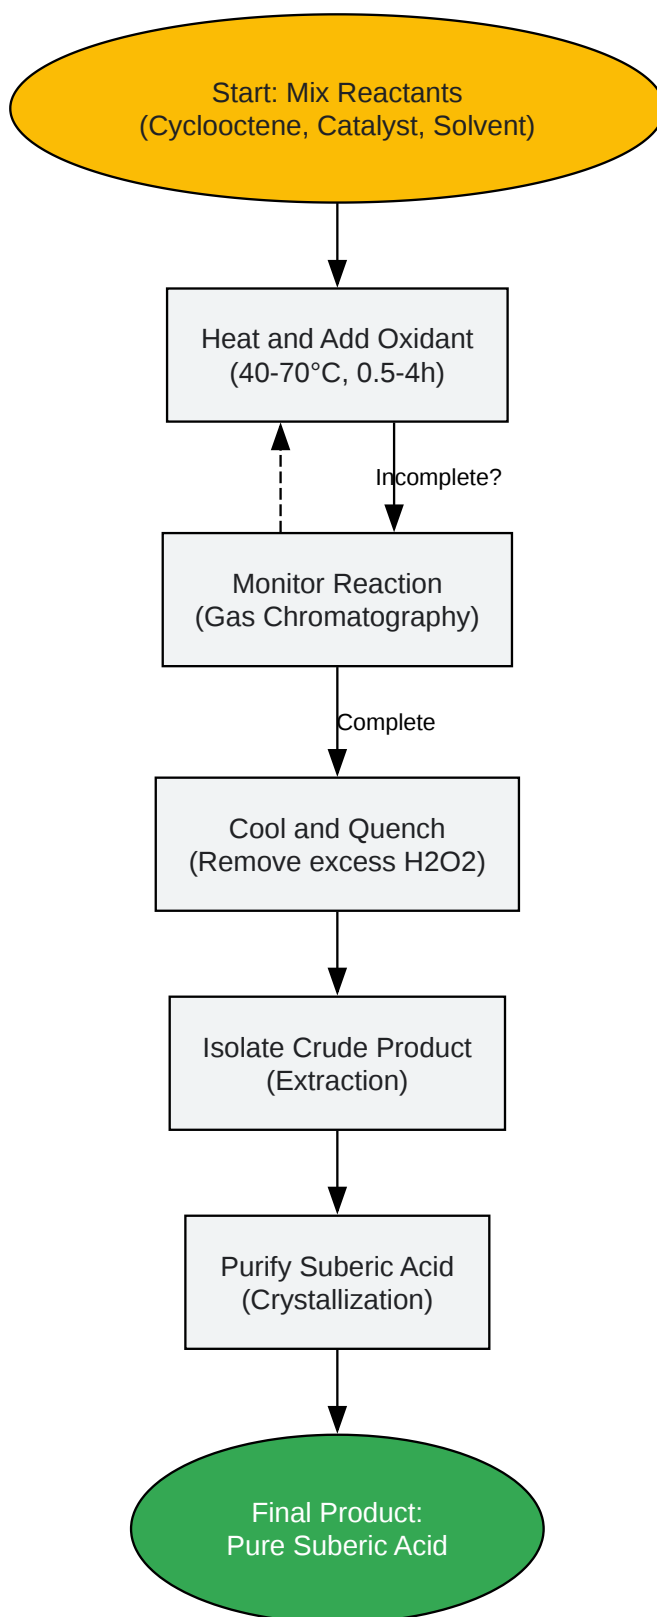 Start: Mix Reactants
(Cyclooctene, Catalyst, Solvent)
Heat and Add Oxidant
(40-70°C, 0.5-4h)
Incomplete?
Monitor Reaction
(Gas Chromatography)
Complete
Cool and Quench
(Remove excess H2O2)
Isolate Crude Product
(Extraction)
Purify Suberic Acid
(Crystallization)
Final Product:
Pure Suberic Acid